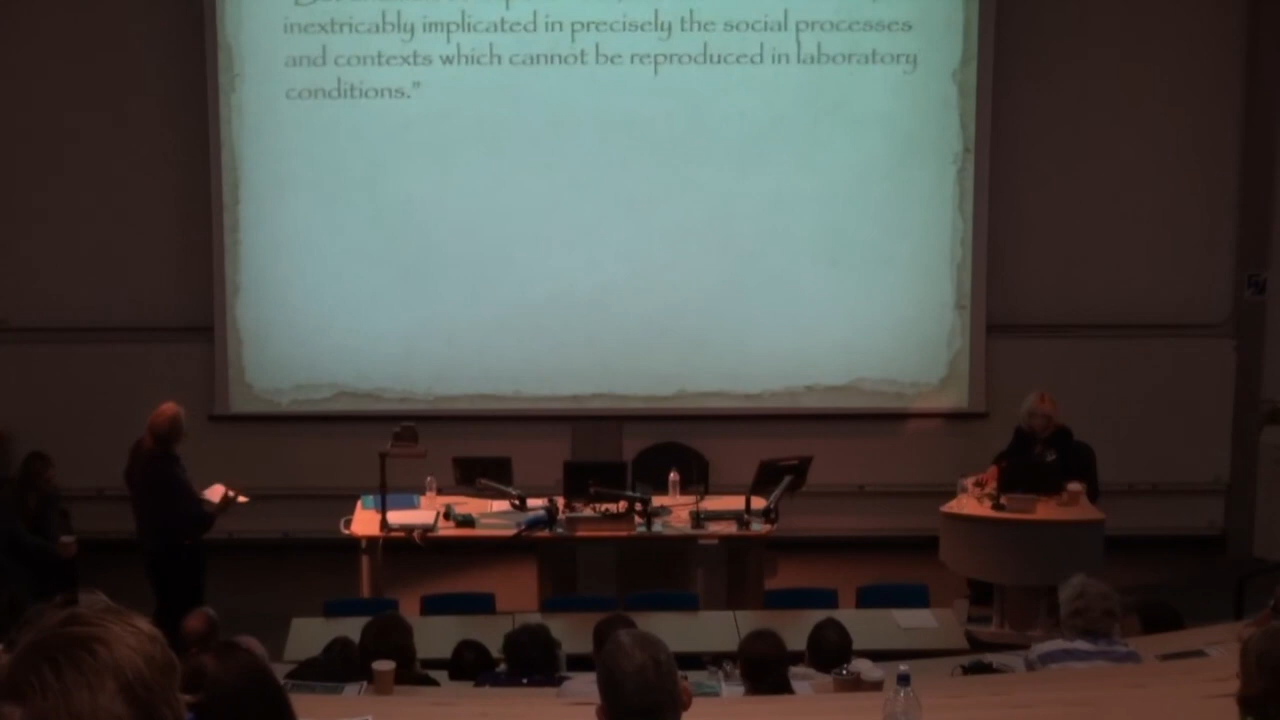 inextricably implicated in precisely the social processes
and contexts which cannot be reproduced in laboratory
conditions."